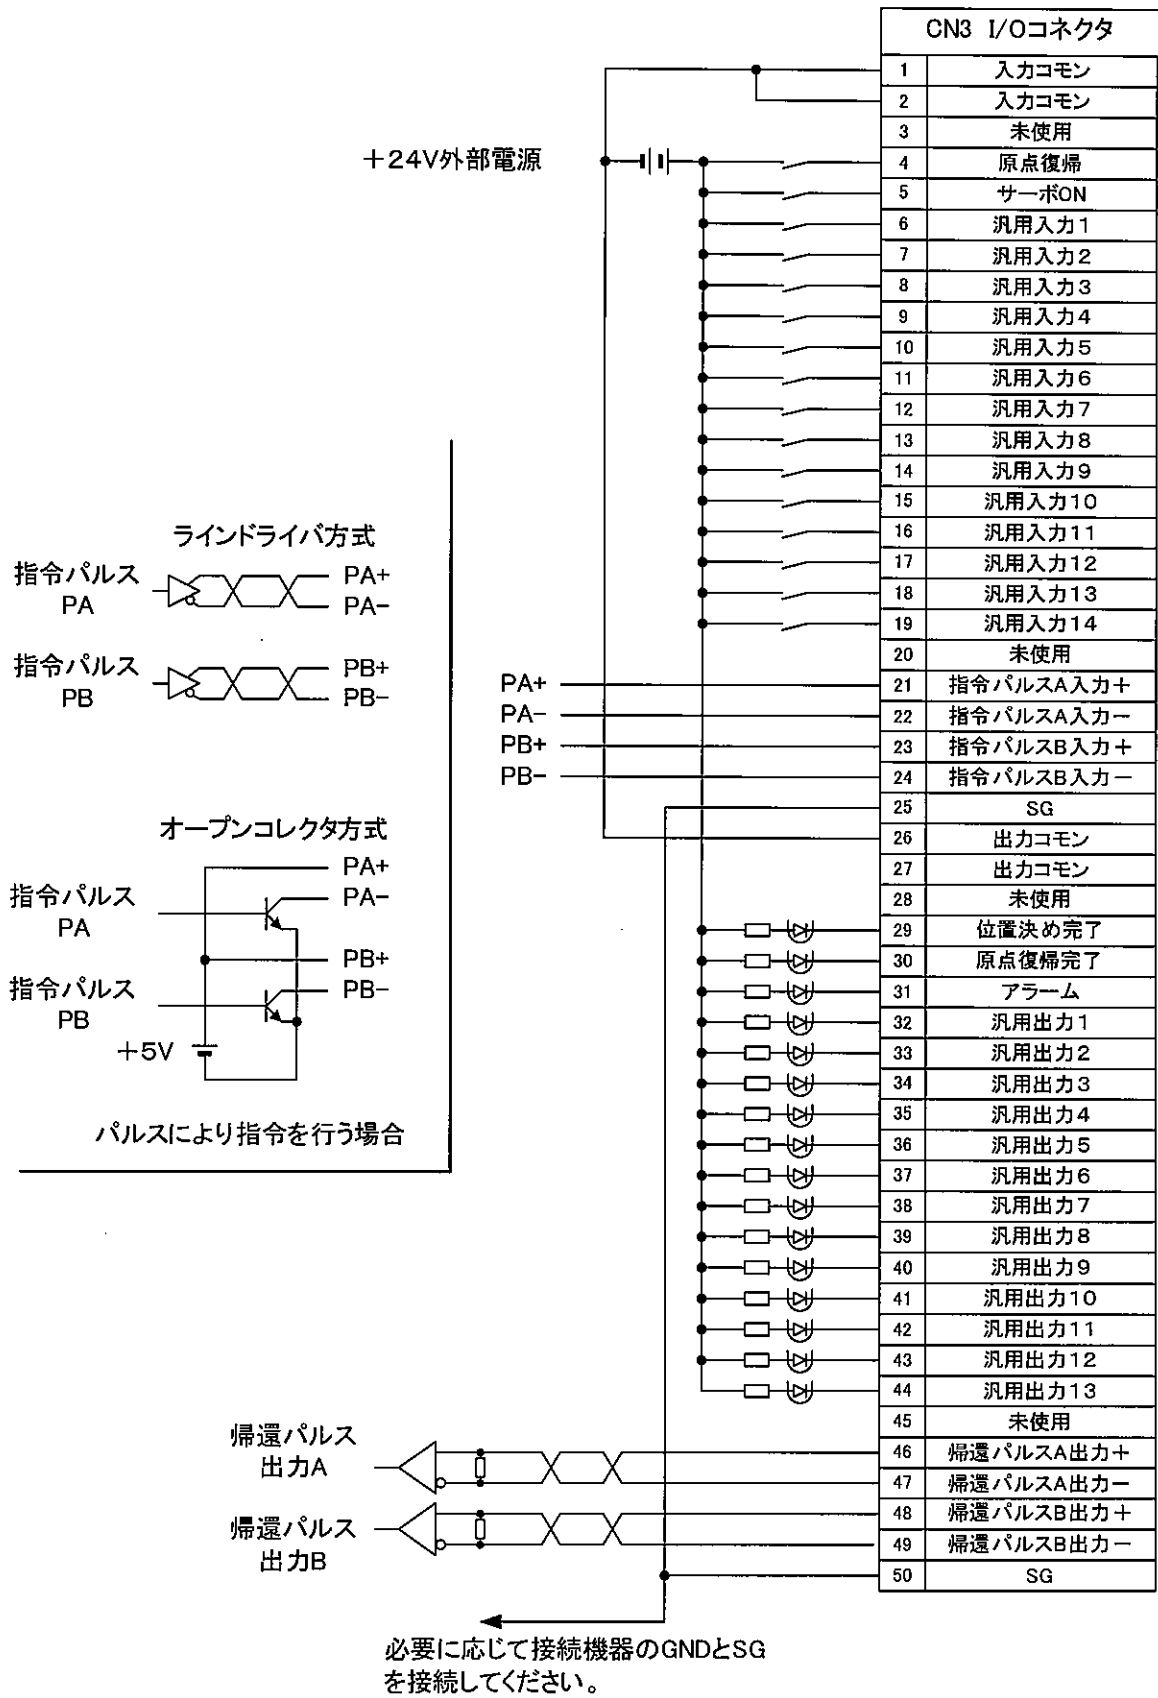 CN3 I/Oコネクタ
1 入力コモン
2 入力コモン
3 未使用
+24V外部電源
4 原点復帰
5 サーボON
6 汎用入力1
7 汎用入力2
8 汎用入力3
9 汎用入力4
10 汎用入力5
11 汎用入力6
12 汎用入力7
13 汎用入力8
14 汎用入力9
15 汎用入力10
16 汎用入力11
17 汎用入力12
18 汎用入力13
19 汎用入力14
20 未使用
PA+ 21 指令パルスA入力+
PA- 22 指令パルスA入力-
PB+ 23 指令パルスB入力+
PB- 24 指令パルスB入力-
25 SG
26 出力コモン
27 出力コモン
28 未使用
29 位置決め完了
30 原点復帰完了
31 アラーム
32 汎用出力1
33 汎用出力2
34 汎用出力3
35 汎用出力4
36 汎用出力5
37 汎用出力6
38 汎用出力7
39 汎用出力8
40 汎用出力9
41 汎用出力10
42 汎用出力11
43 汎用出力12
44 汎用出力13
45 未使用
46 帰還パルスA出力+
47 帰還パルスA出力-
48 帰還パルスB出力+
49 帰還パルスB出力-
50 SG
ラインドライバ方式
指令パルス
PA
PA+
PA-
指令パルス
PB
PB+
PB-
オープンコレクタ方式
PA+
指令パルス
PA
PA-
PB+
指令パルス
PB
PB-
+5V
パルスにより指令を行う場合
帰還パルス
出力A
帰還パルス
出力B
必要に応じて接続機器のGNDとSG
を接続してください。